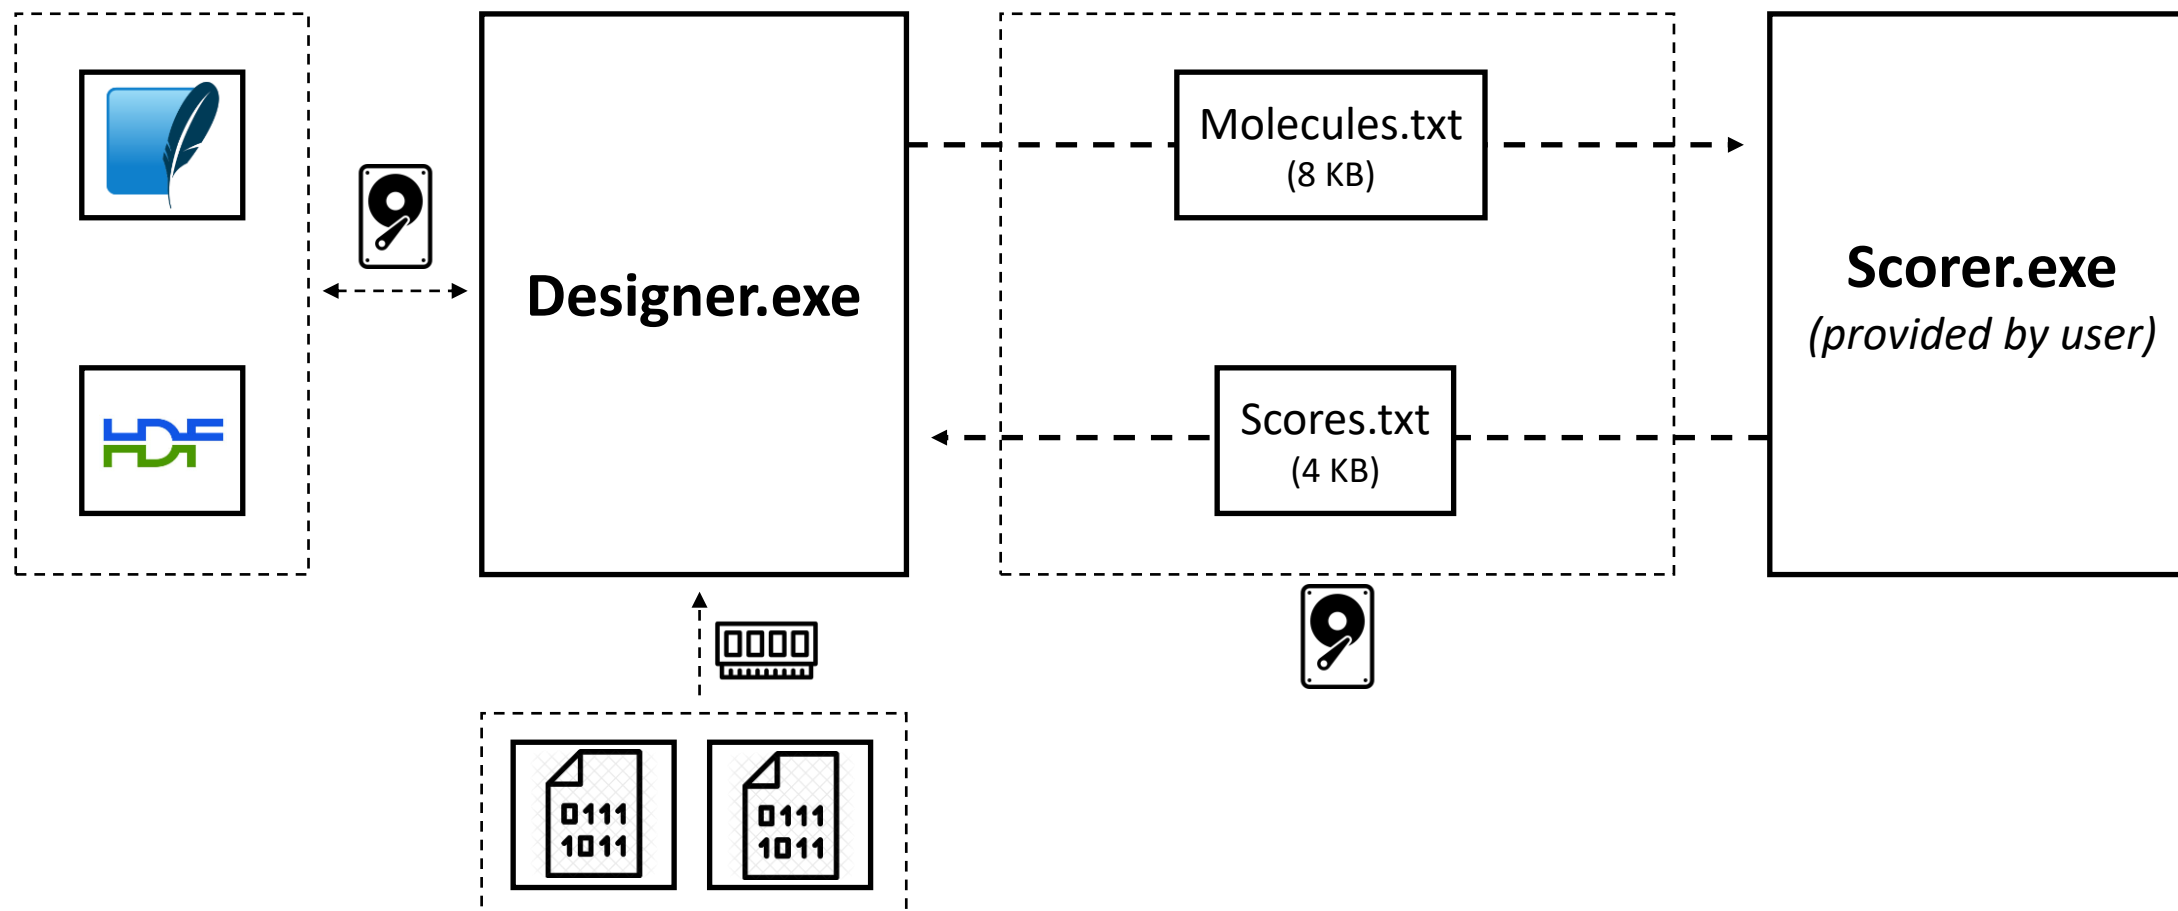 Designer.exe
Molecules.txt
(8 KB)
Scores.txt
(4 KB)
Scorer.exe
(provided by user)
HDF
0111
1011
0111
1011